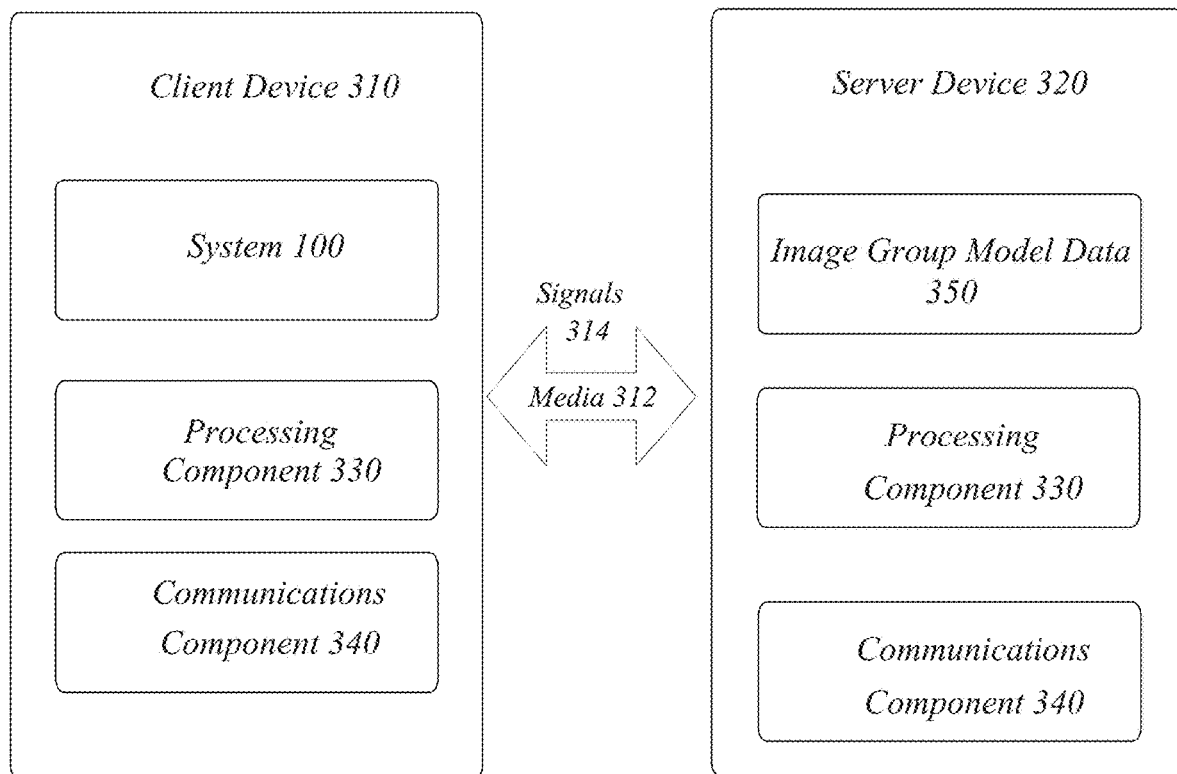 Client Device 310
System 100
Processing
Component 330
Communications
Component 340
Signals
314
Media 312
Server Device 320
Image Group Model Data
350
Processing
Component 330
Communications
Component 340